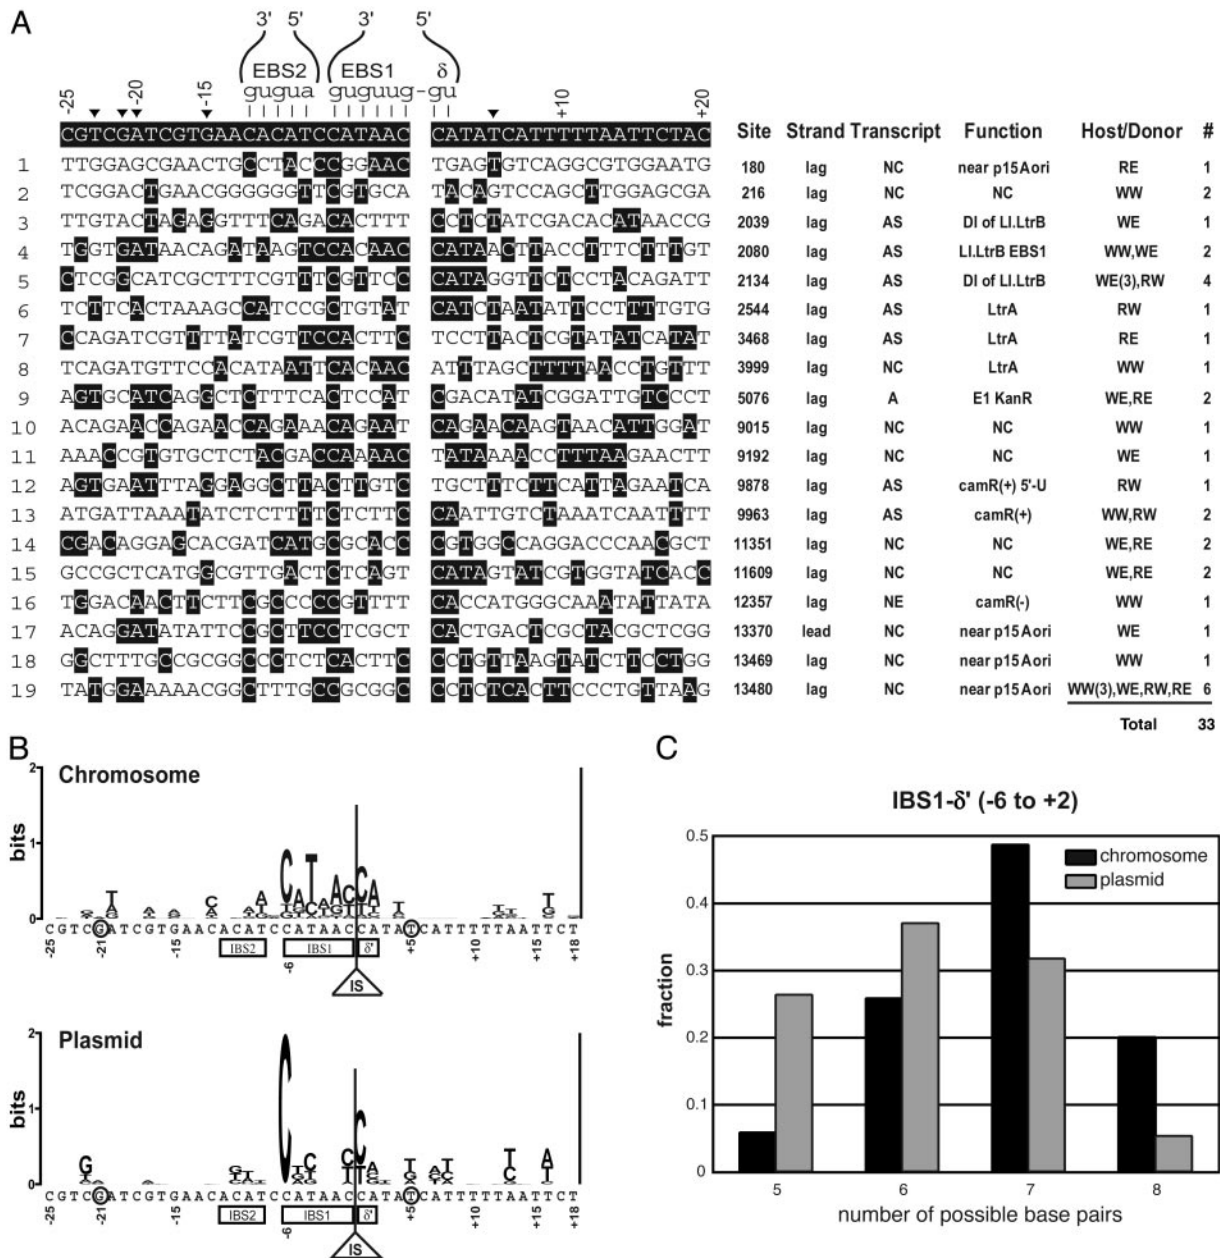 A
3' 5' 3' 5'
EBS2 EBS1 δ
gugua guguug-gu
-25 -20 -15 +10 +20
CGTCGATCGTGAACACATCCATAAC CATATCATTTTTAATTCTAC Site Strand Transcript Function Host/Donor #
1 TTGGAGCGAACTGCCTACCCGGAAC TGAGTGTCAGGCGTGGAATG 180 lag NC near p15Aori RE 1
2 TCGGACTGAACGGGGGGTTCGTGCA TACAGTCCAGCTTGGAGCGA 216 lag NC NC WW 2
3 TTGTACTAGAGGTTTCAGACACTTT CCTCTATCGACACATAACCG 2039 lag AS DI of LI.LtrB WE 1
4 TGGTGATAACAGATAAGTCCACAAC CATAACTTACCTTTCTTTGT 2080 lag AS LI.LtrB EBS1 WW,WE 2
5 CTCGGCATCGCTTTCGTTTCGTTCC CATAGGTTCTCCTACAGATT 2134 lag AS DI of LI.LtrB WE(3),RW 4
6 TCTTCACTAAAGCCATCCGCTGTAT CATCTAATATTCCTTTTGTG 2544 lag AS LtrA RW 1
7 CCAGATCGTTTTATCGTTCCACTTC TCCTTACTCGTATATCATAT 3468 lag AS LtrA RE 1
8 TCAGATGTTCCACATAATTCACAAC ATTTAGCTTTTTAACCTGTTT 3999 lag NC LtrA WW 1
9 AGTGCATCAGGCTCTTTCACTCCAT CGACATATCGGATTGTCCCT 5076 lag A E1 KanR WE,RE 2
10 ACAGAACCAGAACCAGAAACAGAAT CAGAACAAGTAACATTGGAT 9015 lag NC NC WW 1
11 AAACCGTGTGCTCTACGACCAAAAC TATAAAACCTTTAAGAACTT 9192 lag NC NC WE 1
12 AGTGAATTTAGGAGGCTTACTTGTC TGCTTTCTTCATTAGAATCA 9878 lag AS camR(+) 5'-U RW 1
13 ATGATTAAATATCTCTTTTCTCTTC CAATTGTCTAAATCAATTTT 9963 lag AS camR(+) WW,RW 2
14 CGACAGGAGCACGATCATGCGCACC CGTGGCCAGGACCCAACGCT 11351 lag NC NC WE,RE 2
15 GCCGCTCATGGCGTTGACTCTCAGT CATAGTATCGTGGTATCACC 11609 lag NC NC WE,RE 2
16 TGGACAACTTCTTCGCCCCCGTTTT CACCATGGGCAAATATTATA 12357 lag NE camR(-) WW 1
17 ACAGGATATATTCCGCTTCCTCGCT CACTGACTCGCTACGCTCGG 13370 lead NC near p15Aori WE 1
18 GGCTTTGCCGCGGCCCTCTCACTTC CCTGTTAAGTATCTTCCTGG 13469 lag NC near p15Aori WW 1
19 TATGGAAAAACGGCTTTGCCGCGGC CCTCTCACTTCCCTGTTAAG 13480 lag NC near p15Aori WW(3),WE,RW,RE 6
Total 33
B
2
Chromosome
bits
1
0
CGTCGATCGTGAACACATCCATAACCATATCATTTTTAATTCT
IBS2 IBS1 δ'
-25 -21 -15 -6 +5 +10 +15 +18
IS
2
Plasmid
bits
1
0
CGTCGATCGTGAACACATCCATAACCATATCATTTTTAATTCT
IBS2 IBS1 δ'
-25 -21 -15 -6 +5 +10 +15 +18
IS
C
IBS1-δ' (-6 to +2)
0.5
chromosome
plasmid
0.4
0.3
fraction
0.2
0.1
0
5 6 7 8
number of possible base pairs